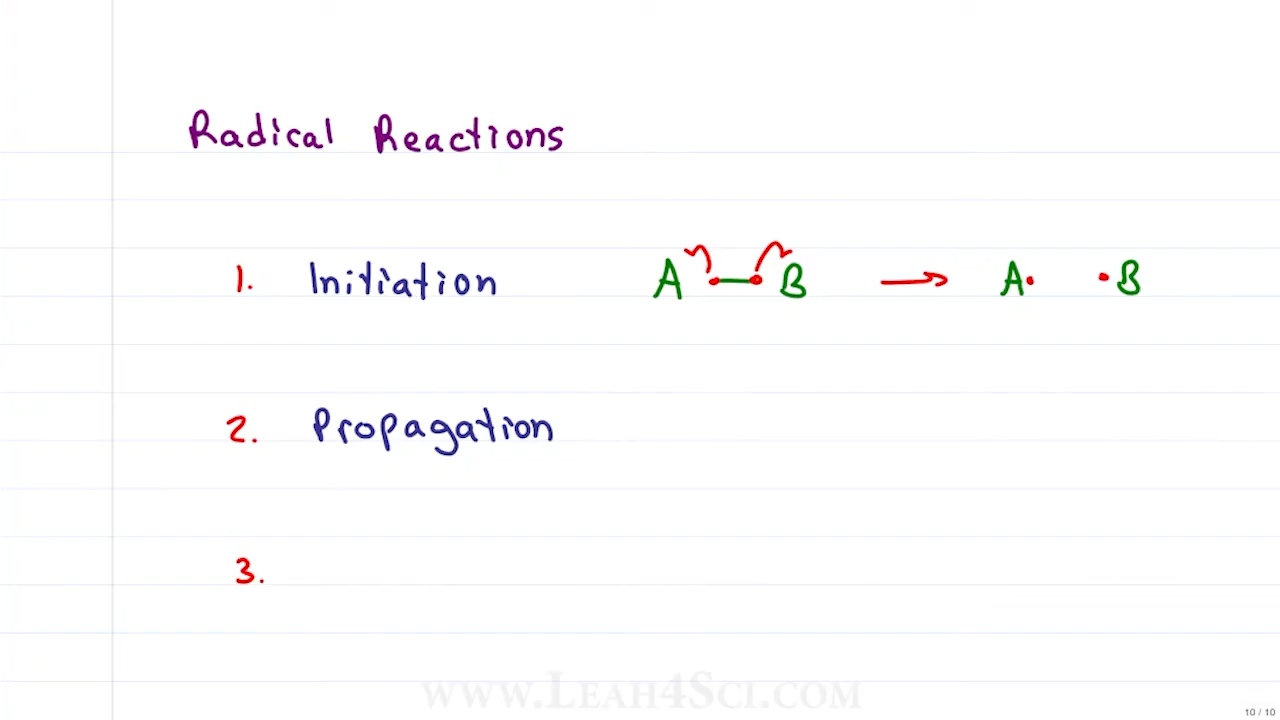 Radical Reactions
1. Initiation A — B → A• •B
2. Propagation
3.
www.Leah4Sci.com
10 / 10